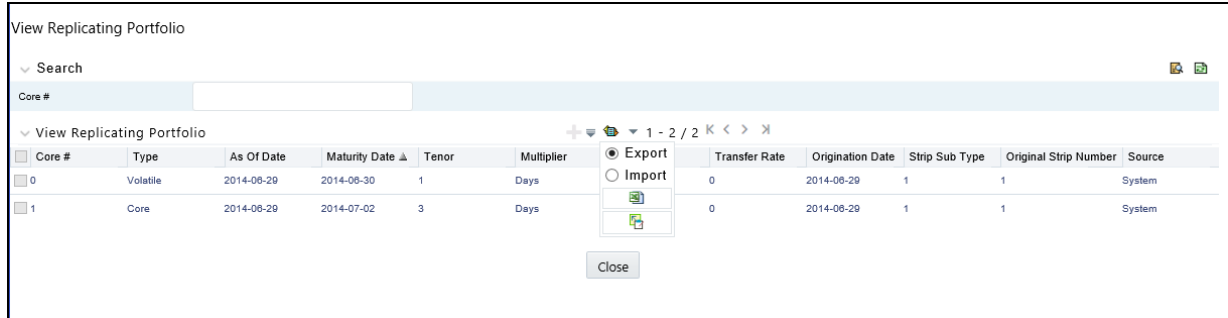 View Replicating Portfolio
Search
Core #
View Replicating Portfolio 1 - 2 / 2
Core # Type As Of Date Maturity Date Tenor Multiplier Export Transfer Rate Origination Date Strip Sub Type Original Strip Number Source
Import
0 Volatile 2014-06-29 2014-06-30 1 Days 0 2014-06-29 1 1 System
1 Core 2014-06-29 2014-07-02 3 Days 0 2014-06-29 1 1 System
Close